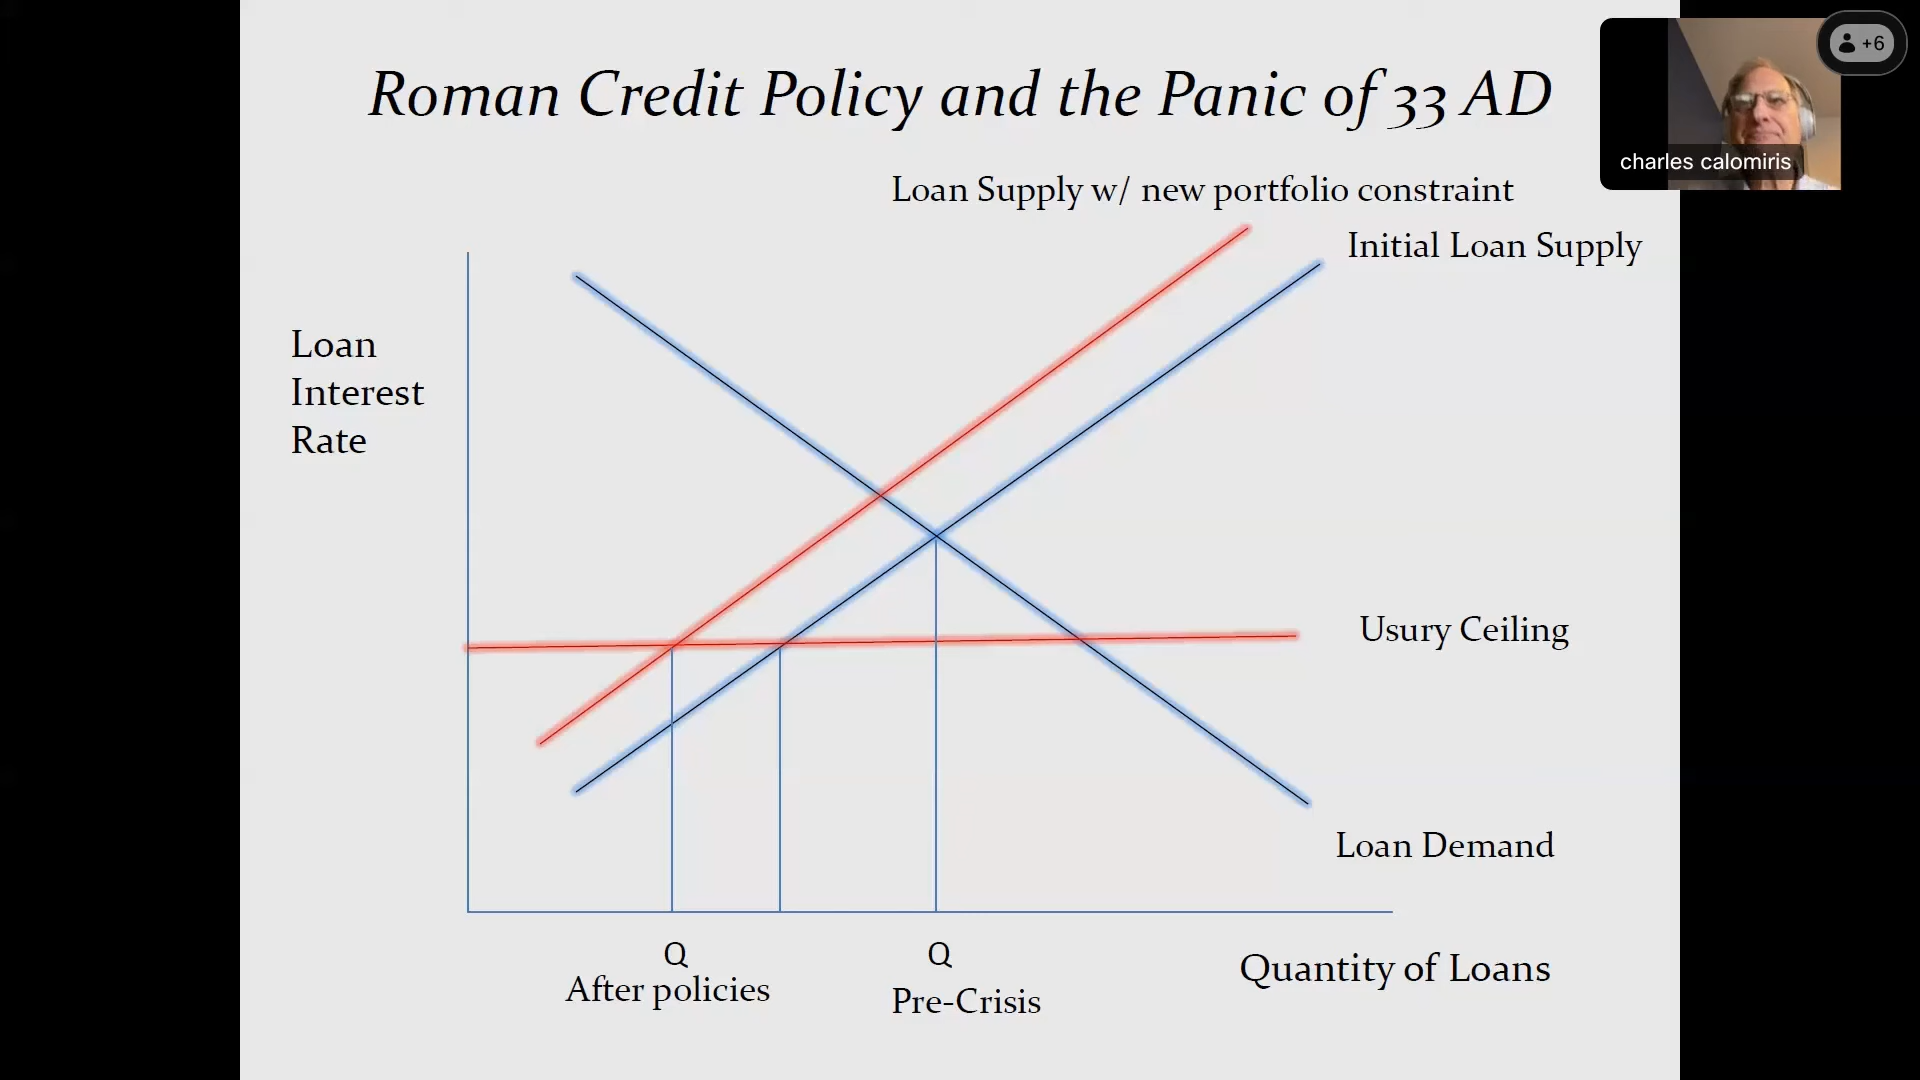 Roman Credit Policy and the Panic of 33 AD
+6
charles calomiris
Loan Supply w/ new portfolio constraint
Initial Loan Supply
Loan
Interest
Rate
Usury Ceiling
Loan Demand
Q
After policies
Q
Pre-Crisis
Quantity of Loans